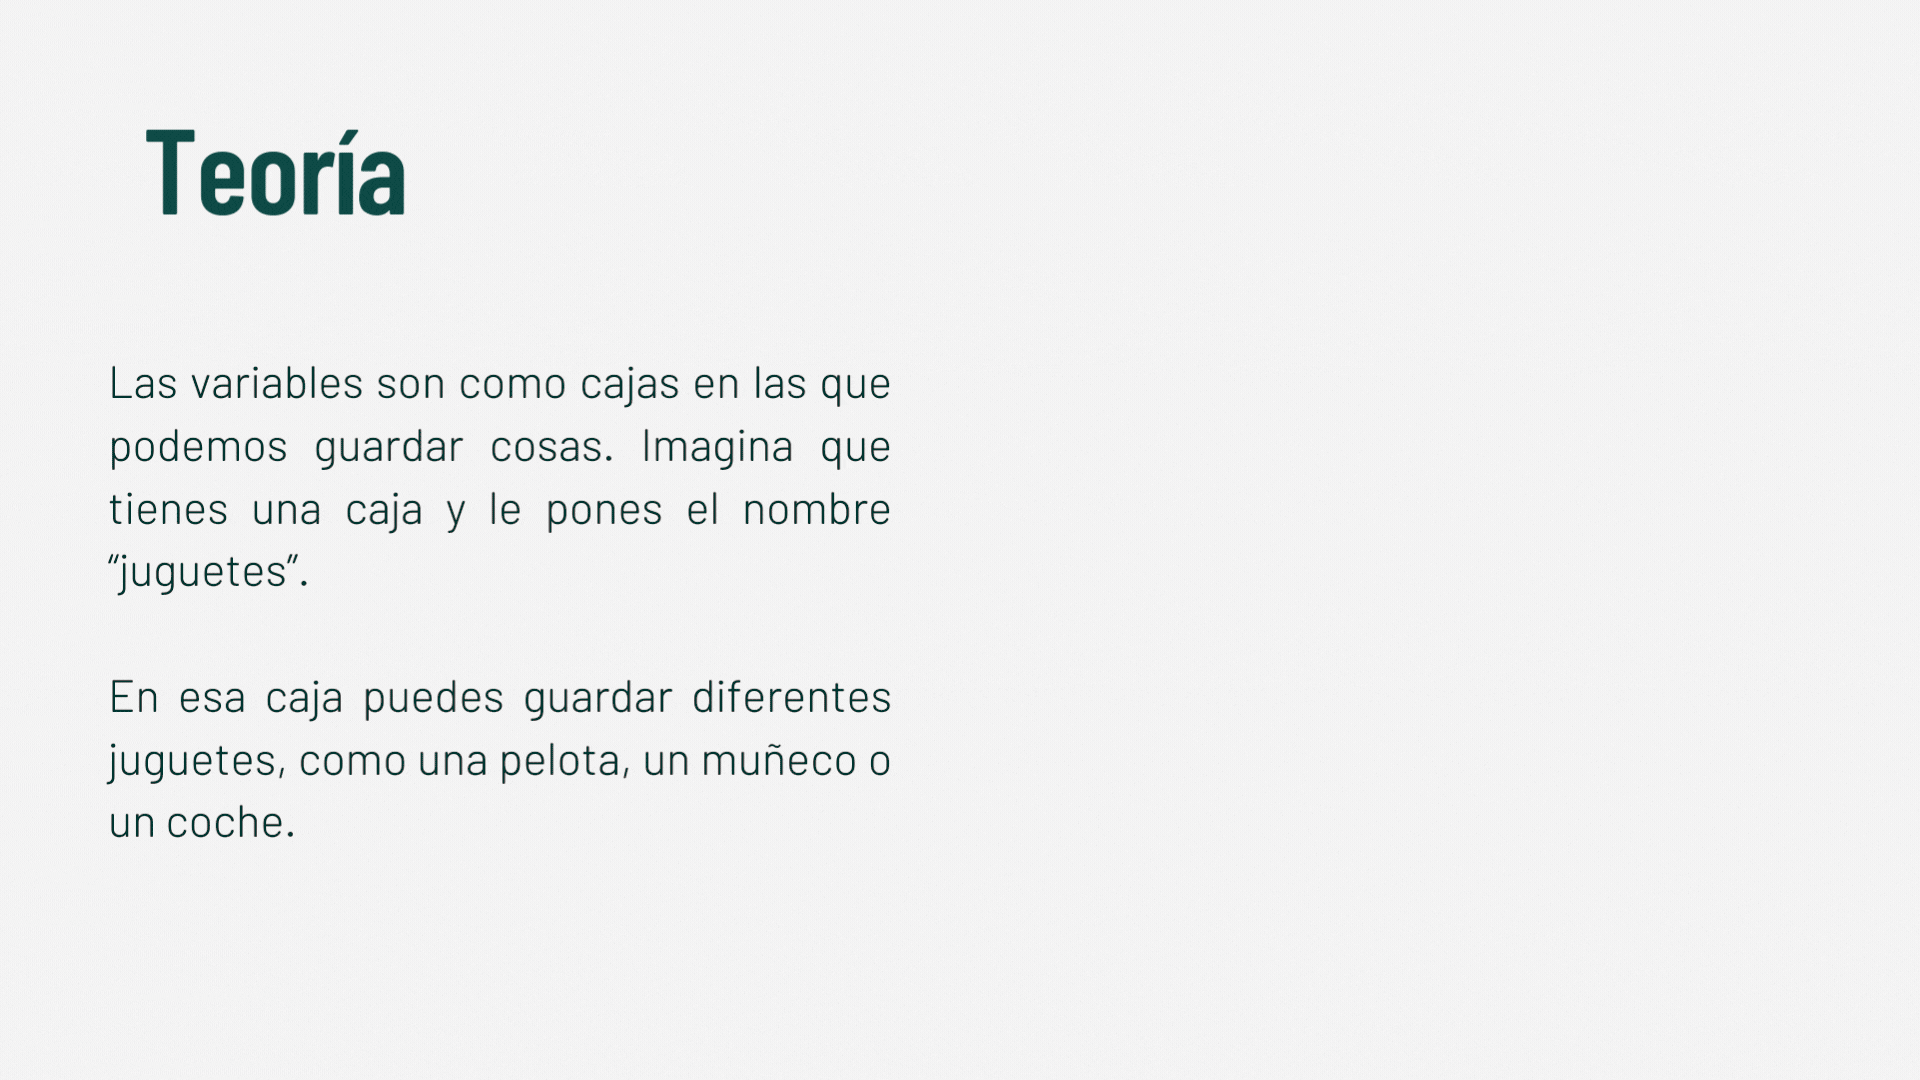 Teoría
Las variables son como cajas en las que
podemos guardar cosas. Imagina que
tienes una caja y le pones el nombre
“juguetes”.
En esa caja puedes guardar diferentes
juguetes, como una pelota, un muñeco o
un coche.